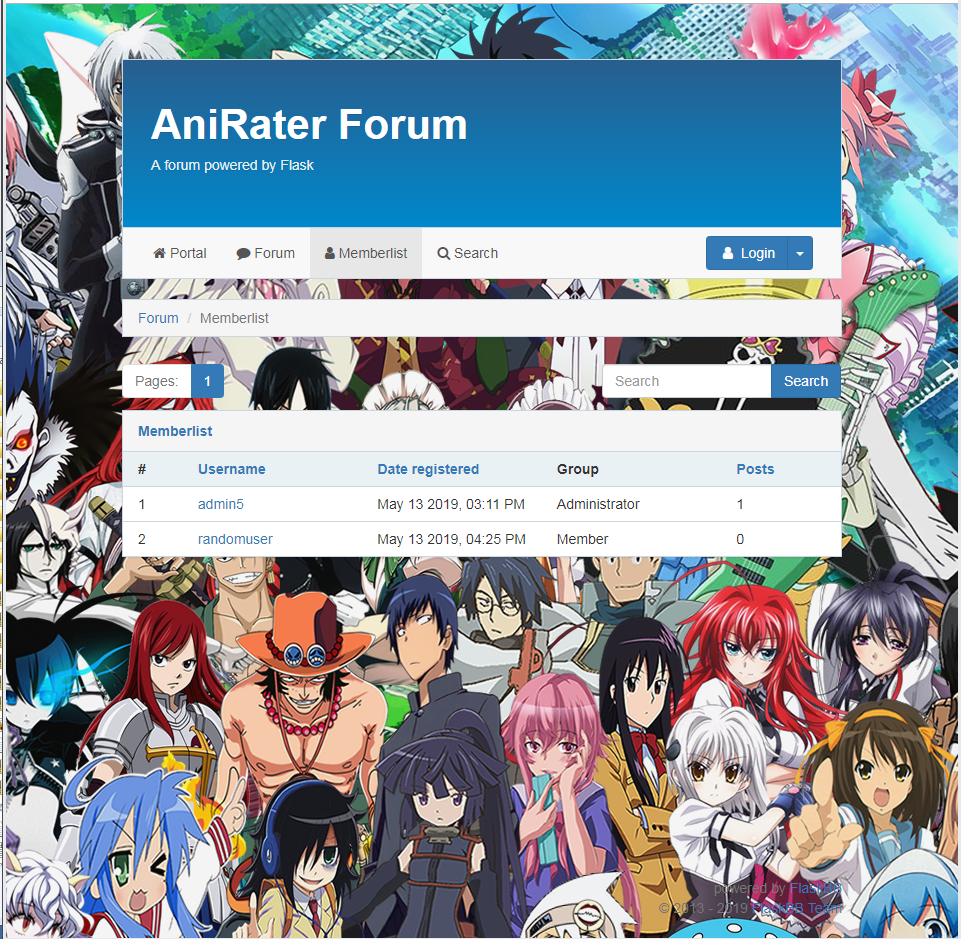 AniRater Forum
A forum powered by Flask
Portal Forum Memberlist Search Login
Forum / Memberlist
Pages: 1 Search Search
Memberlist
# Username Date registered Group Posts
1 admin5 May 13 2019, 03:11 PM Administrator 1
2 randomuser May 13 2019, 04:25 PM Member 0
powered by FlaskBB
© 2013 - 2019 FlaskBB Team